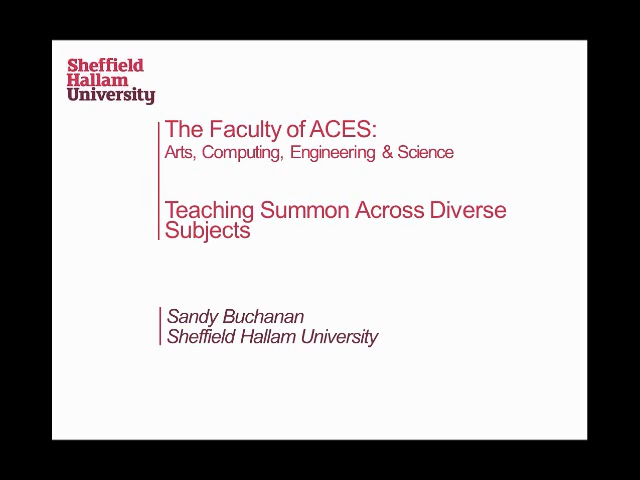 Sheffield
Hallam
University
The Faculty of ACES:
Arts, Computing, Engineering & Science
Teaching Summon Across Diverse
Subjects
Sandy Buchanan
Sheffield Hallam University